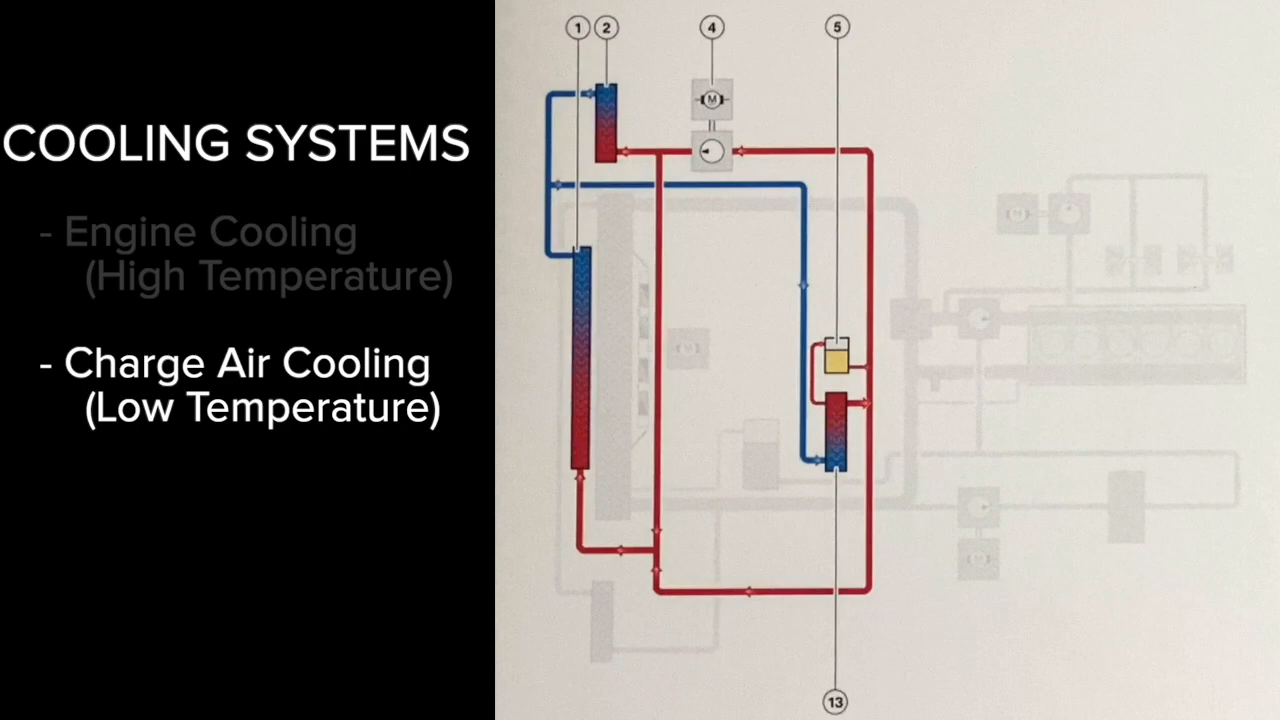 COOLING SYSTEMS
- Engine Cooling
(High Temperature)
- Charge Air Cooling
(Low Temperature)
1 2 4 5
M
13